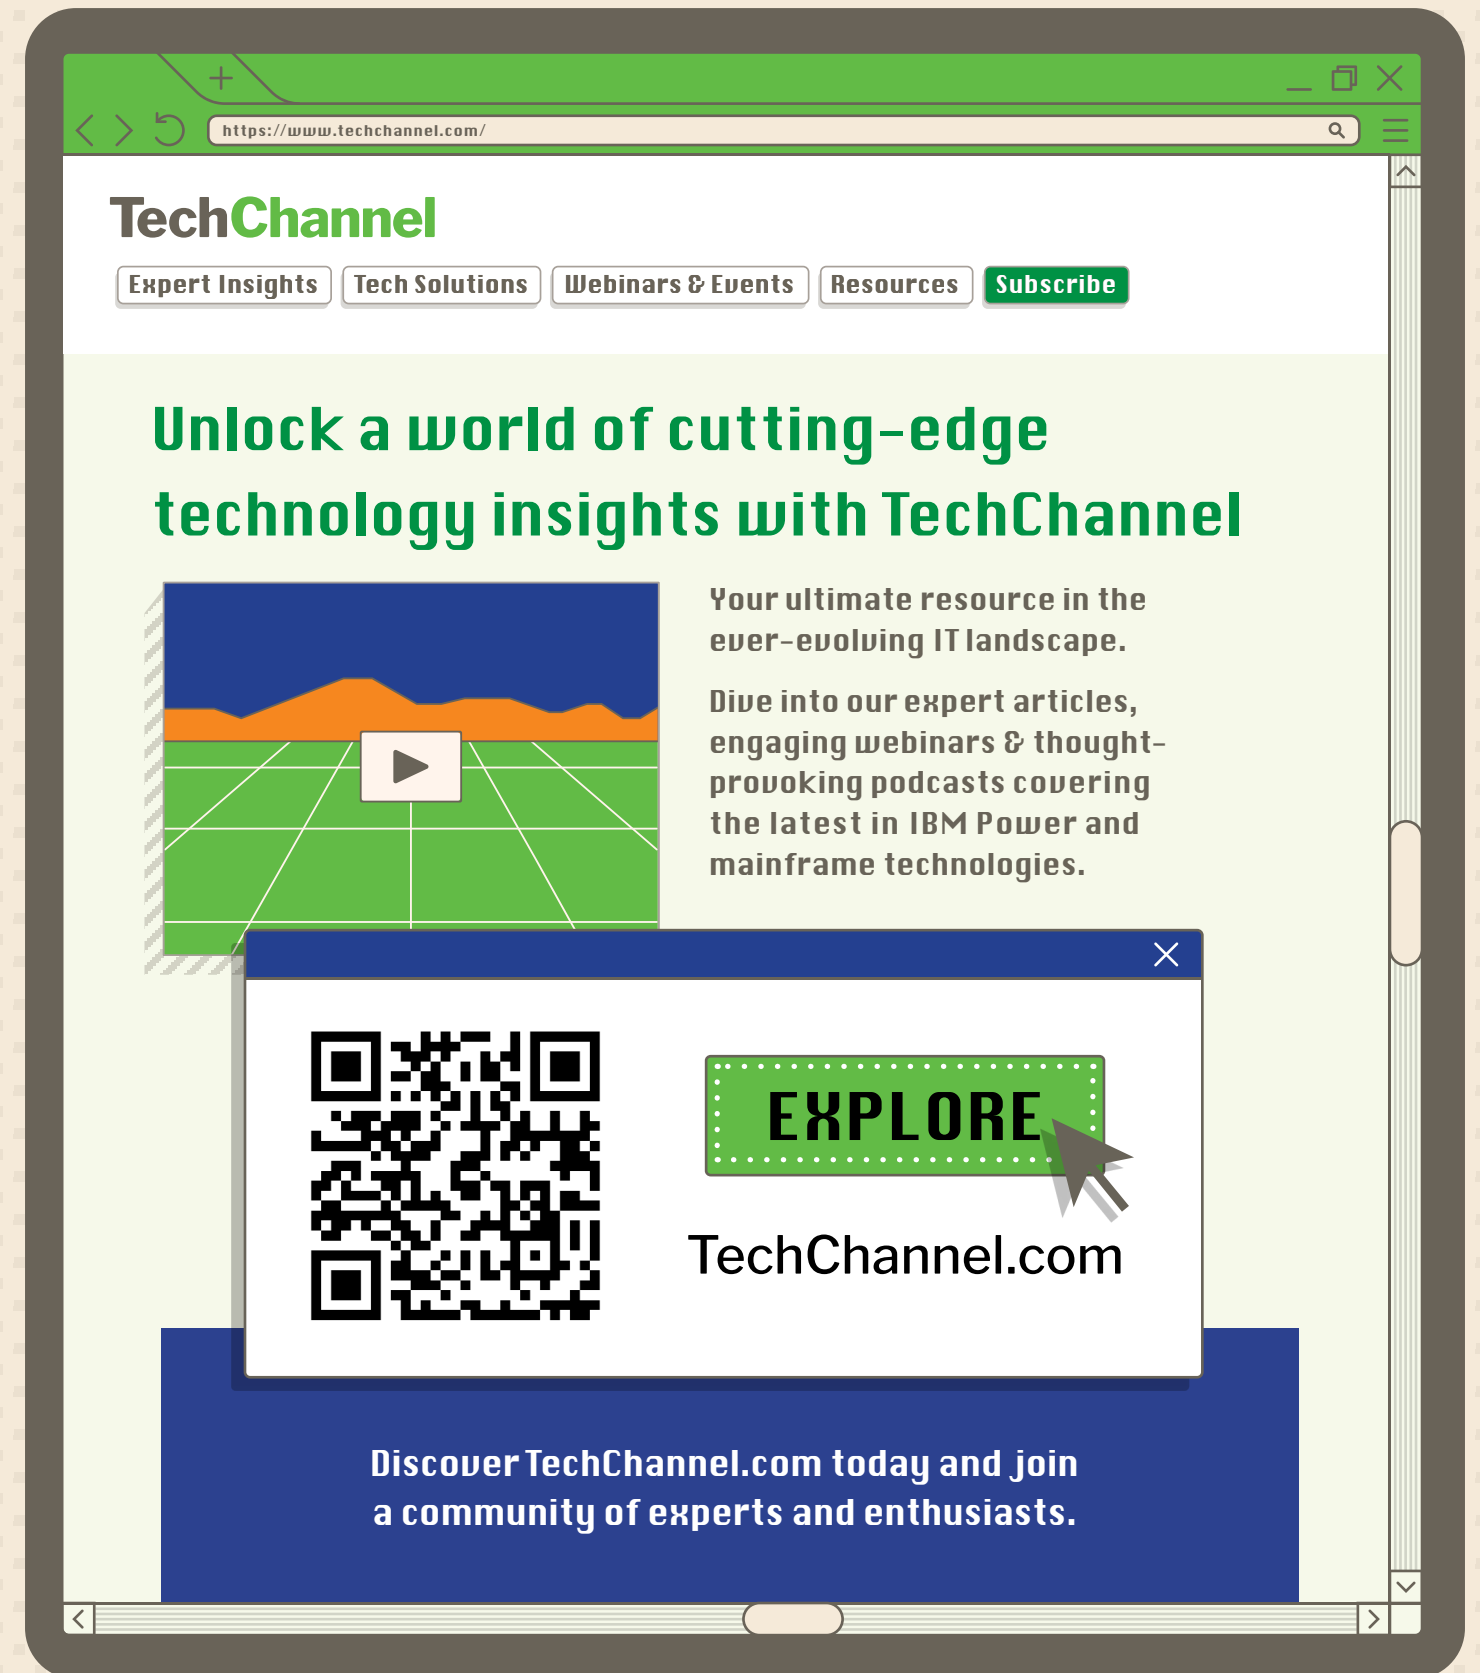 https://www.techchannel.com/
TechChannel
Expert Insights Tech Solutions Webinars & Events Resources Subscribe
Unlock a world of cutting-edge
technology insights with TechChannel
Your ultimate resource in the
ever-evolving IT landscape.
Dive into our expert articles,
engaging webinars & thought-
provoking podcasts covering
the latest in IBM Power and
mainframe technologies.
EXPLORE
TechChannel.com
Discover TechChannel.com today and join
a community of experts and enthusiasts.